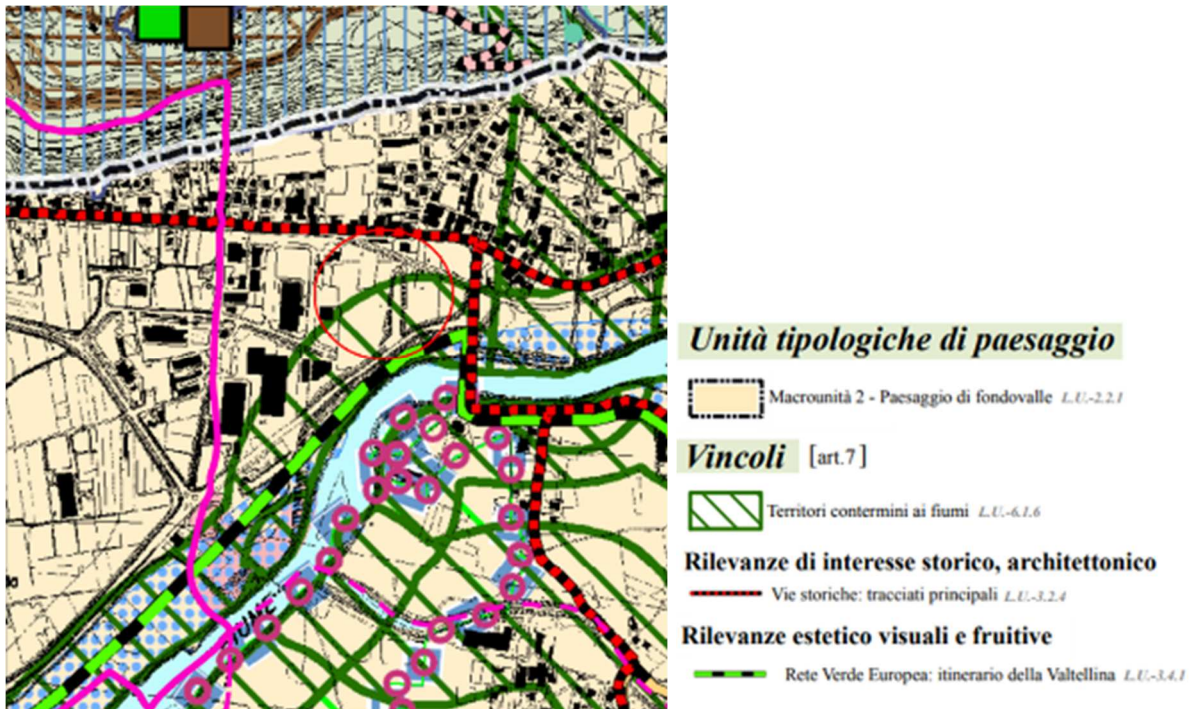 Unità tipologiche di paesaggio
Macrounità 2 - Paesaggio di fondovalle L.U.-2.2.1
Vincoli [art.7]
Territori contermini ai fiumi L.U.-6.1.6
Rilevanze di interesse storico, architettonico
Vie storiche: tracciati principali L.U.-3.2.4
Rilevanze estetico visuali e fruitive
Rete Verde Europea: itinerario della Valtellina L.U.-3.4.1